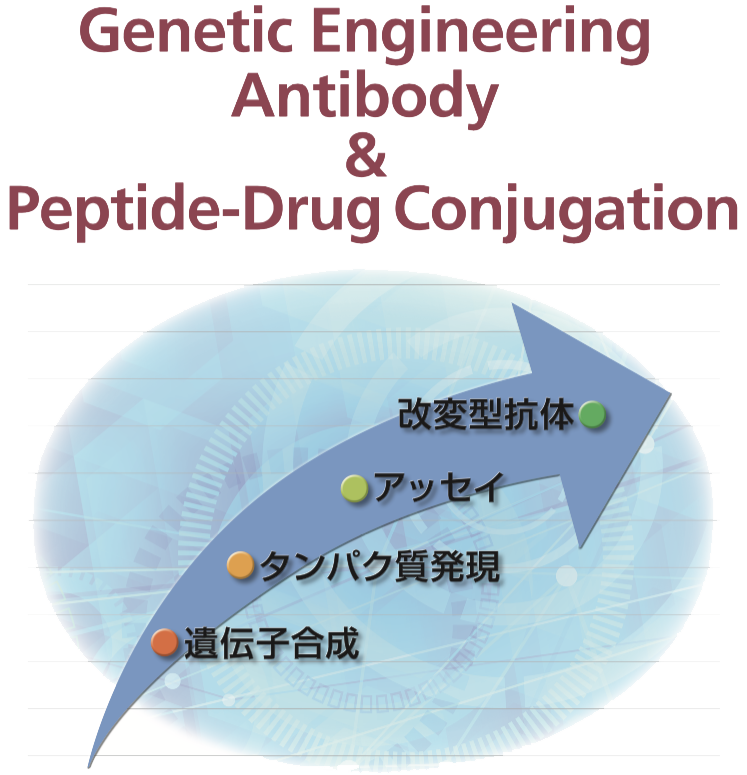 Genetic Engineering
Antibody
&
Peptide-Drug Conjugation
改変型抗体
アッセイ
タンパク質発現
遺伝子合成